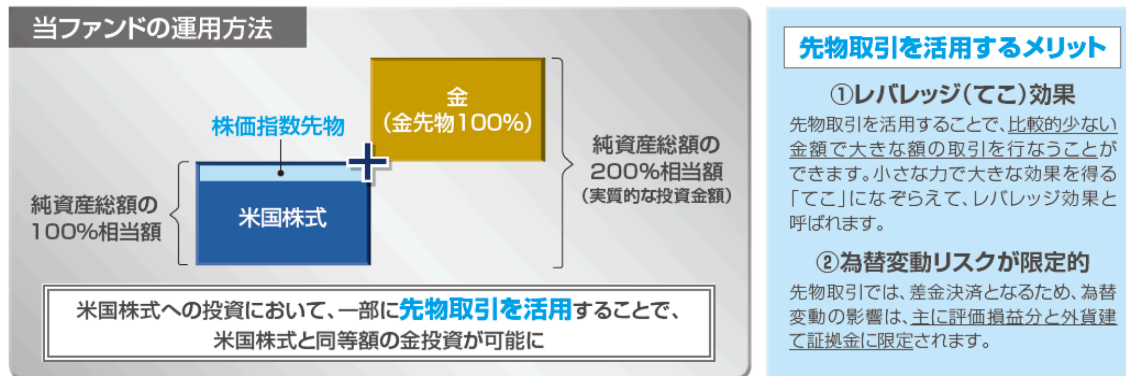 当ファンドの運用方法
金
(金先物100%)
株価指数先物
純資産総額の
200%相当額
(実質的な投資金額)
純資産総額の
100%相当額
米国株式
米国株式への投資において、一部に先物取引を活用することで、
米国株式と同等額の金投資が可能に
先物取引を活用するメリット
①レバレッジ(てこ)効果
先物取引を活用することで、比較的少ない
金額で大きな額の取引を行なうことが
できます。小さな力で大きな効果を得る
「てこ」になぞらえて、レバレッジ効果と
呼ばれます。
②為替変動リスクが限定的
先物取引では、差金決済となるため、為替
変動の影響は、主に評価損益分と外貨建
て証拠金に限定されます。